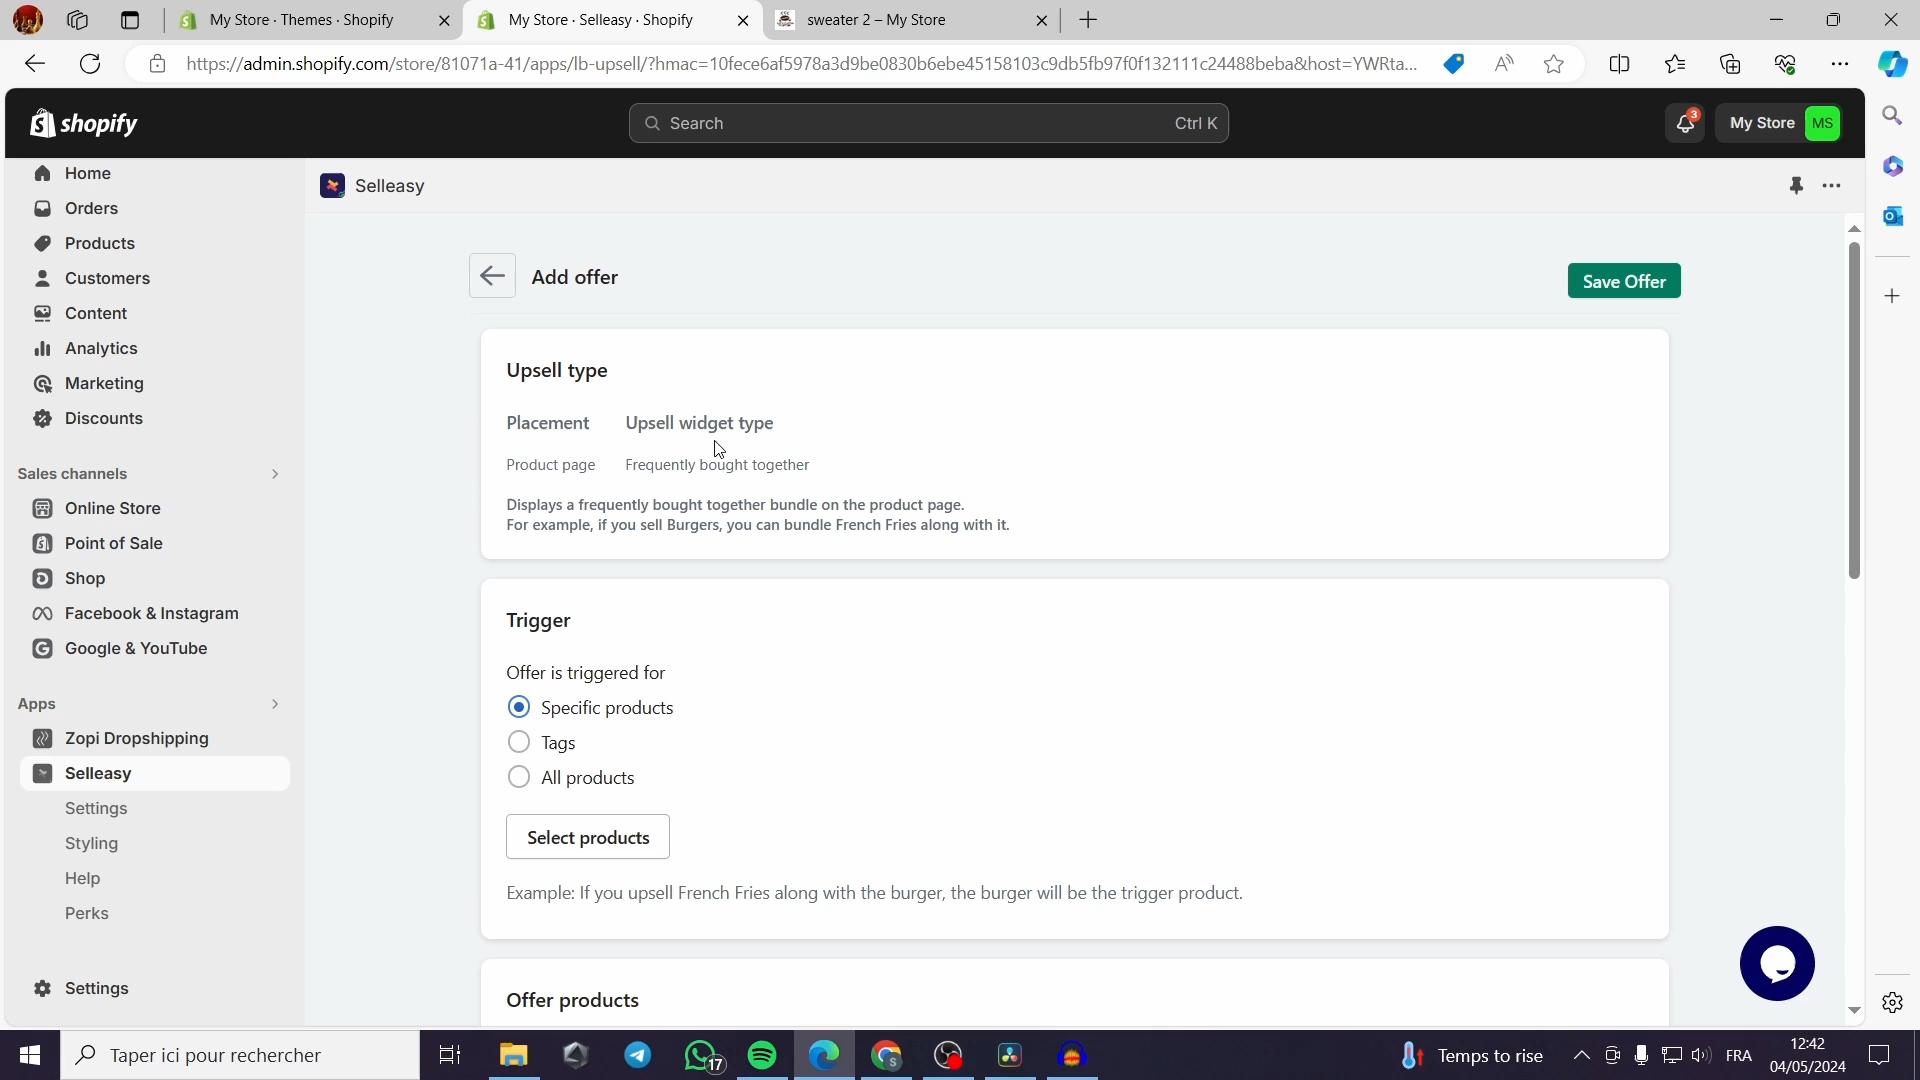 My Store · Themes · Shopify
My Store · Selleasy · Shopify
sweater 2 – My Store
https://admin.shopify.com/store/81071a-41/apps/lb-upsell/?hmac=10fece6af5978a3d9be0830b6ebe45158103c9db5fb97f0f132111c24488beba&host=YWRta...
shopify
Search
Ctrl K
3
My Store
MS
Home
Orders
Products
Customers
Content
Analytics
Marketing
Discounts
Sales channels
Online Store
Point of Sale
Shop
Facebook & Instagram
Google & YouTube
Apps
Zopi Dropshipping
Selleasy
Settings
Styling
Help
Perks
Settings
Selleasy
Add offer
Save Offer
Upsell type
Placement
Upsell widget type
Product page
Frequently bought together
Displays a frequently bought together bundle on the product page.
For example, if you sell Burgers, you can bundle French Fries along with it.
Trigger
Offer is triggered for
Specific products
Tags
All products
Select products
Example: If you upsell French Fries along with the burger, the burger will be the trigger product.
Offer products
Taper ici pour rechercher
17
Temps to rise
FRA
12:42
04/05/2024